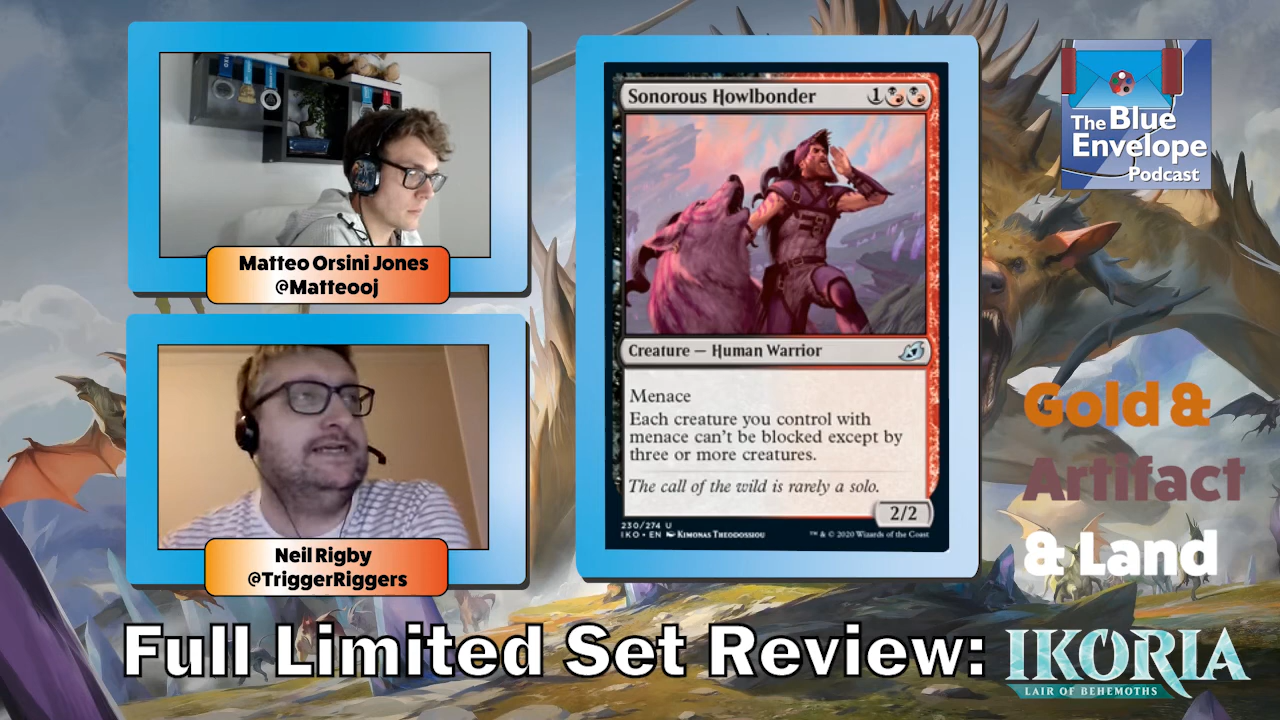 Matteo Orsini Jones
@Matteooj
Neil Rigby
@TriggerRiggers
Sonorous Howlbonder 1
Creature — Human Warrior
Menace
Each creature you control with
menace can't be blocked except by
three or more creatures.
The call of the wild is rarely a solo.
2/2
230/274 U
IKO • EN Kimonas Theodossiou
™ & © 2020 Wizards of the Coast
The Blue
Envelope
Podcast
Gold &
Artifact
& Land
Full Limited Set Review:
IKORIA
LAIR OF BEHEMOTHS